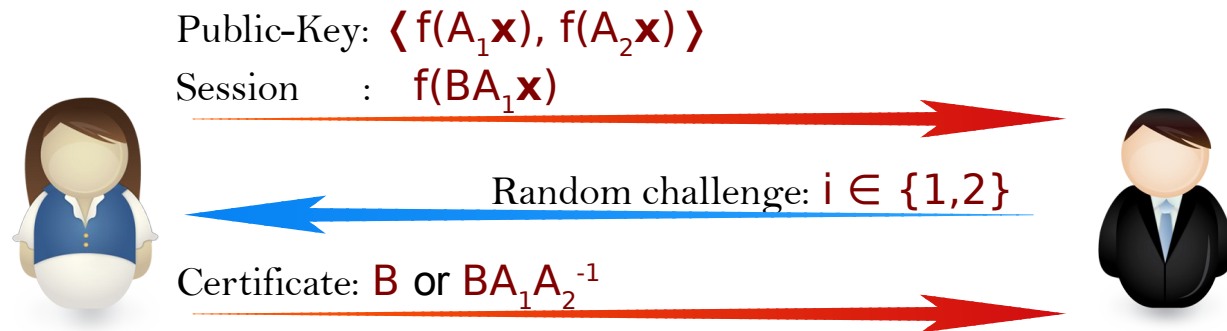 Public-Key: ⟨ f(A₁x), f(A₂x) ⟩
Session : f(BA₁x)
Random challenge: i ∈ {1,2}
Certificate: B or BA₁A₂⁻¹